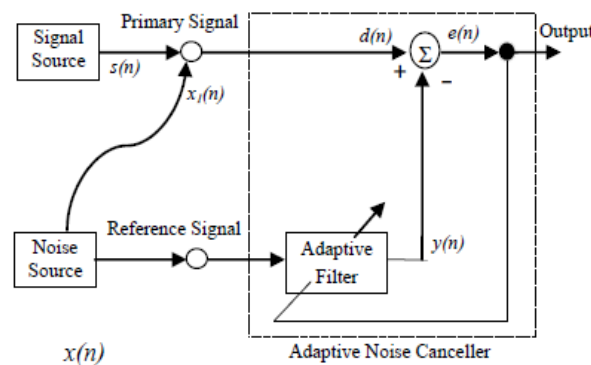 Primary Signal
Signal
Source
s(n)
x1(n)
d(n)
+
Σ
−
e(n)
Output
Noise
Source
Reference Signal
Adaptive
Filter
y(n)
x(n)
Adaptive Noise Canceller